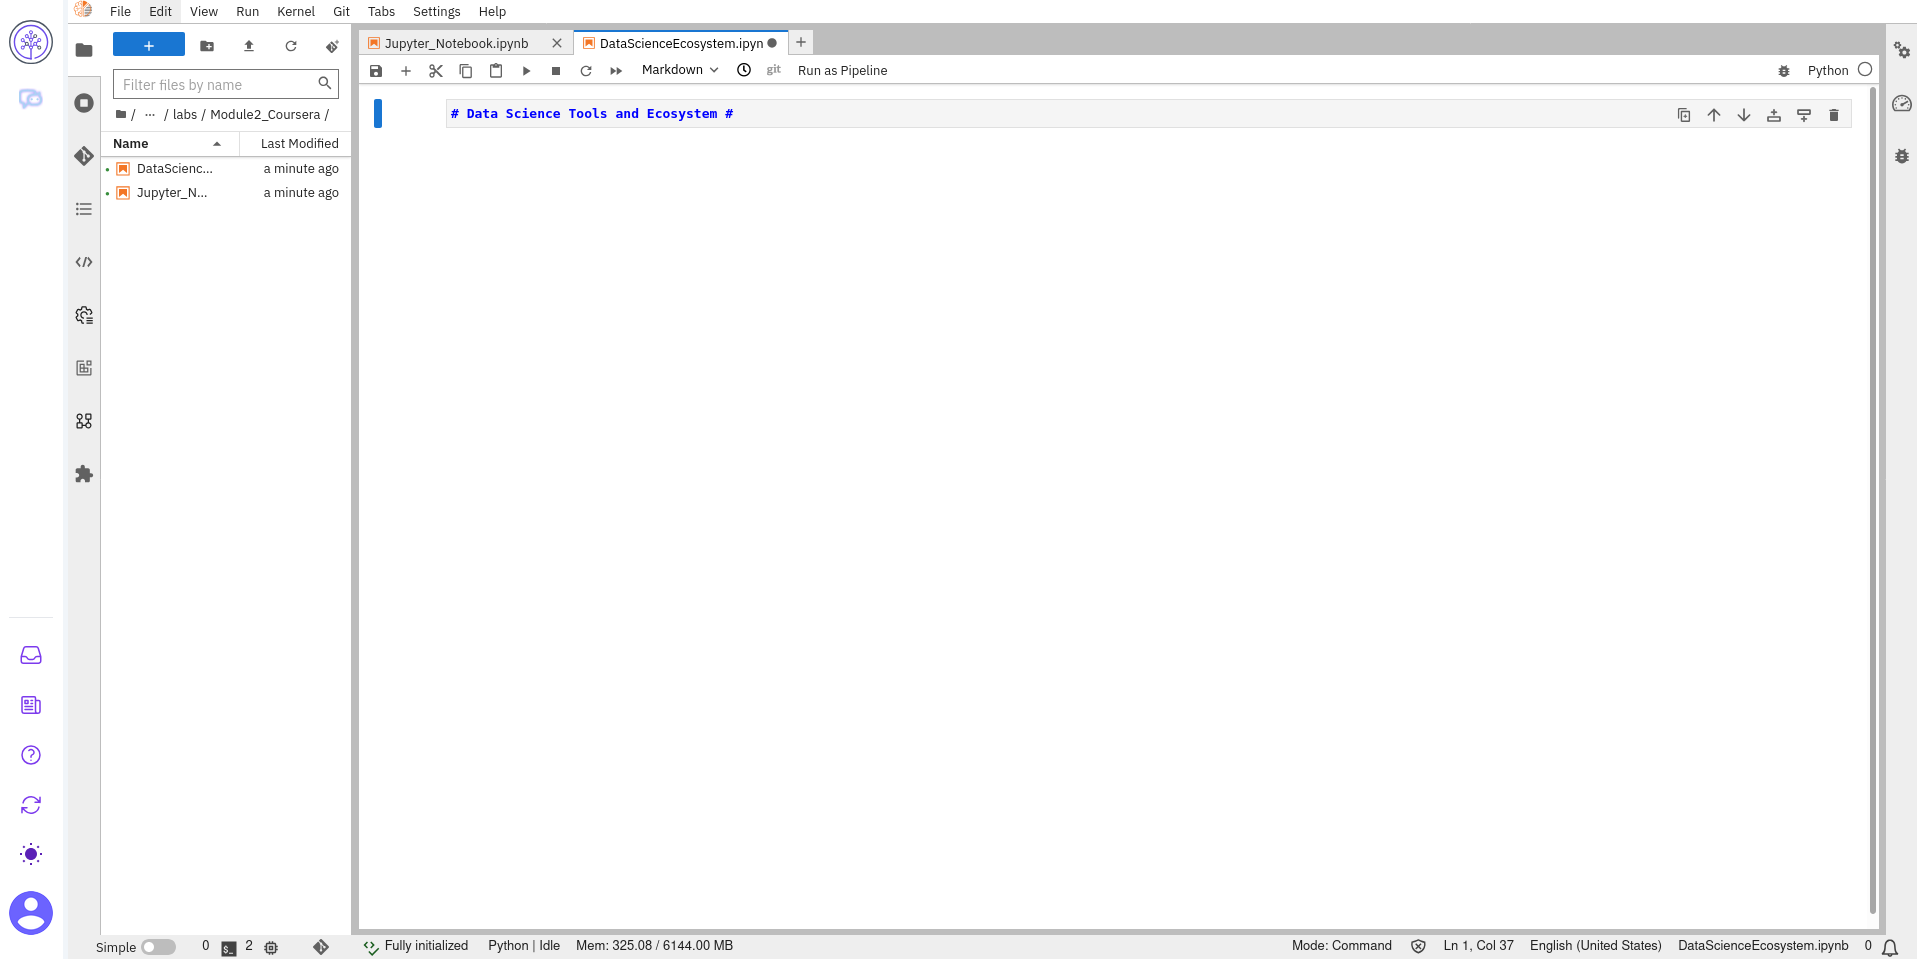 File Edit View Run Kernel Git Tabs Settings Help
Jupyter_Notebook.ipynb
DataScienceEcosystem.ipyn
Markdown
git
Run as Pipeline
Python
Filter files by name
/ ... / labs / Module2_Coursera /
Name Last Modified
DataScienc... a minute ago
Jupyter_N... a minute ago
# Data Science Tools and Ecosystem #
Simple 0 $_ 2 Fully initialized Python | Idle Mem: 325.08 / 6144.00 MB Mode: Command Ln 1, Col 37 English (United States) DataScienceEcosystem.ipynb 0